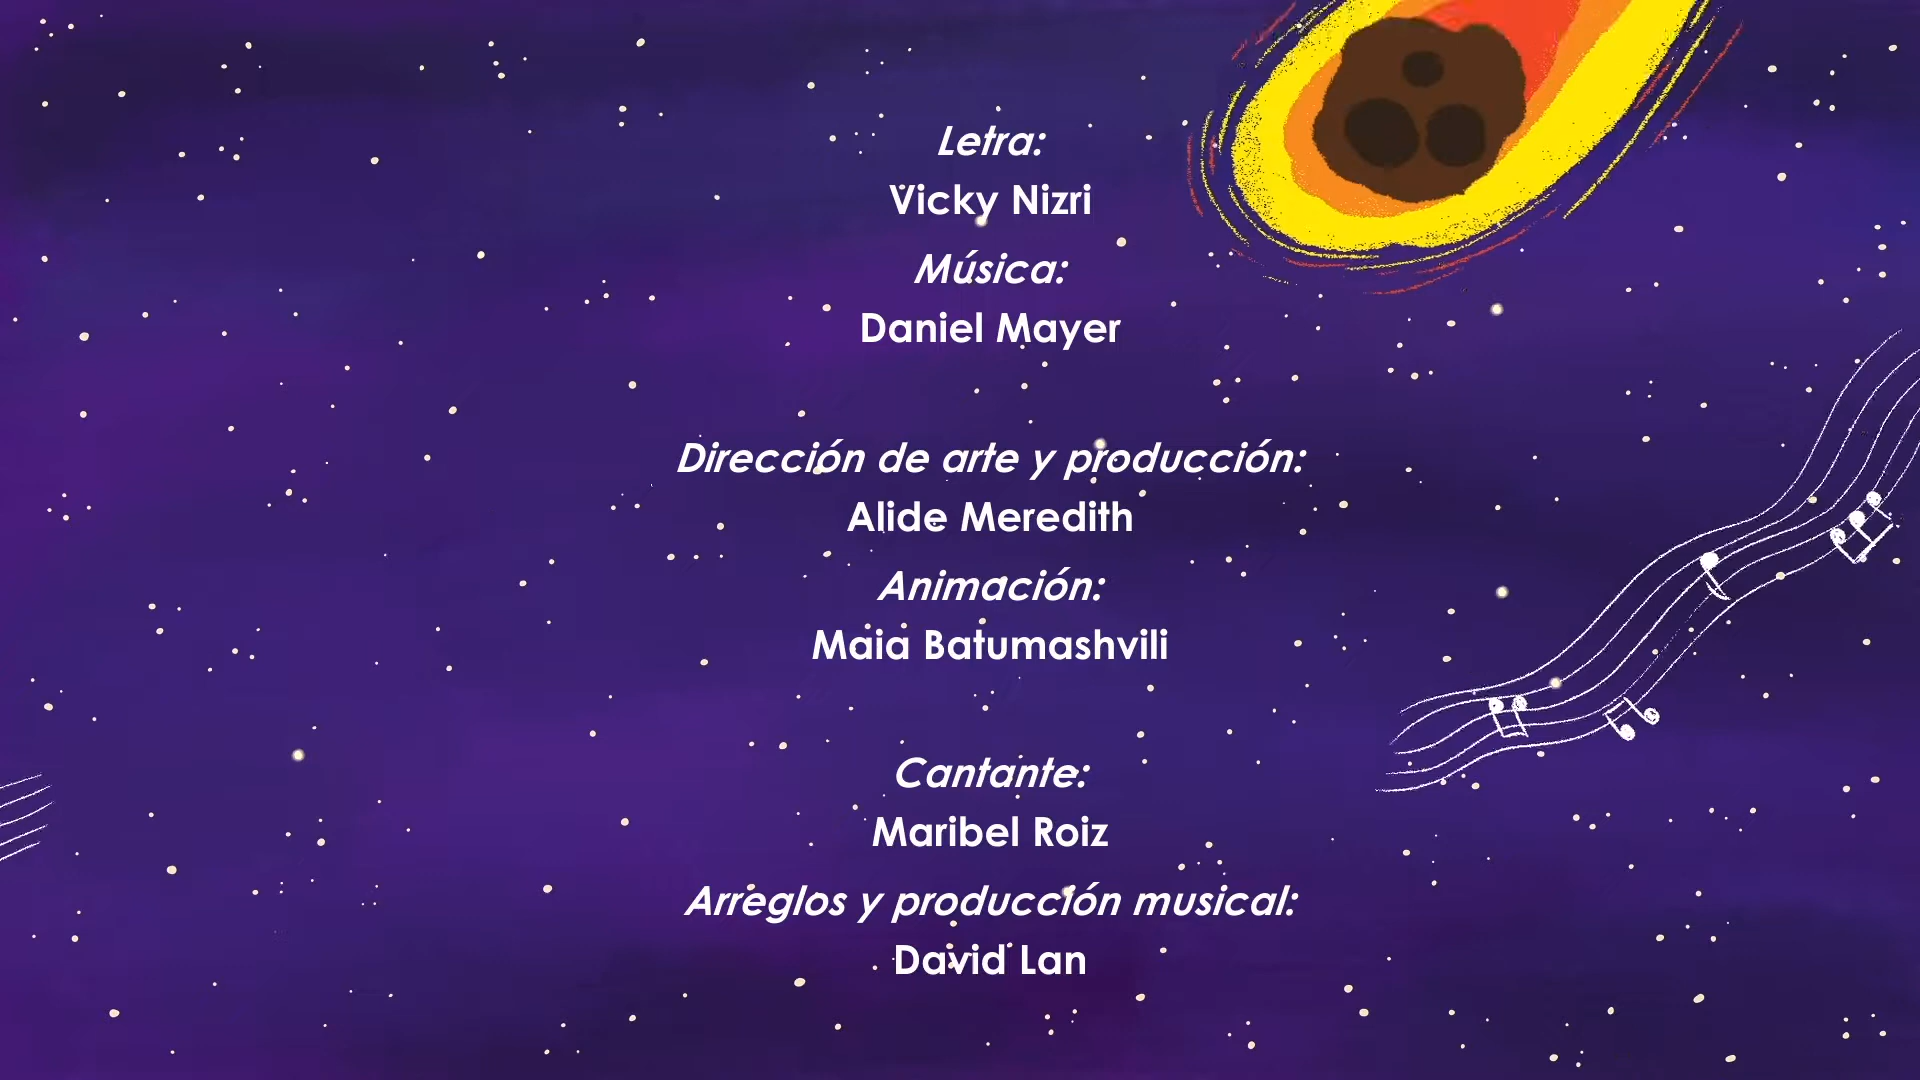 Letra:
Vicky Nizri
Música:
Daniel Mayer
Dirección de arte y producción:
Alide Meredith
Animación:
Maia Batumashvili
Cantante:
Maribel Roiz
Arreglos y producción musical:
David Lan